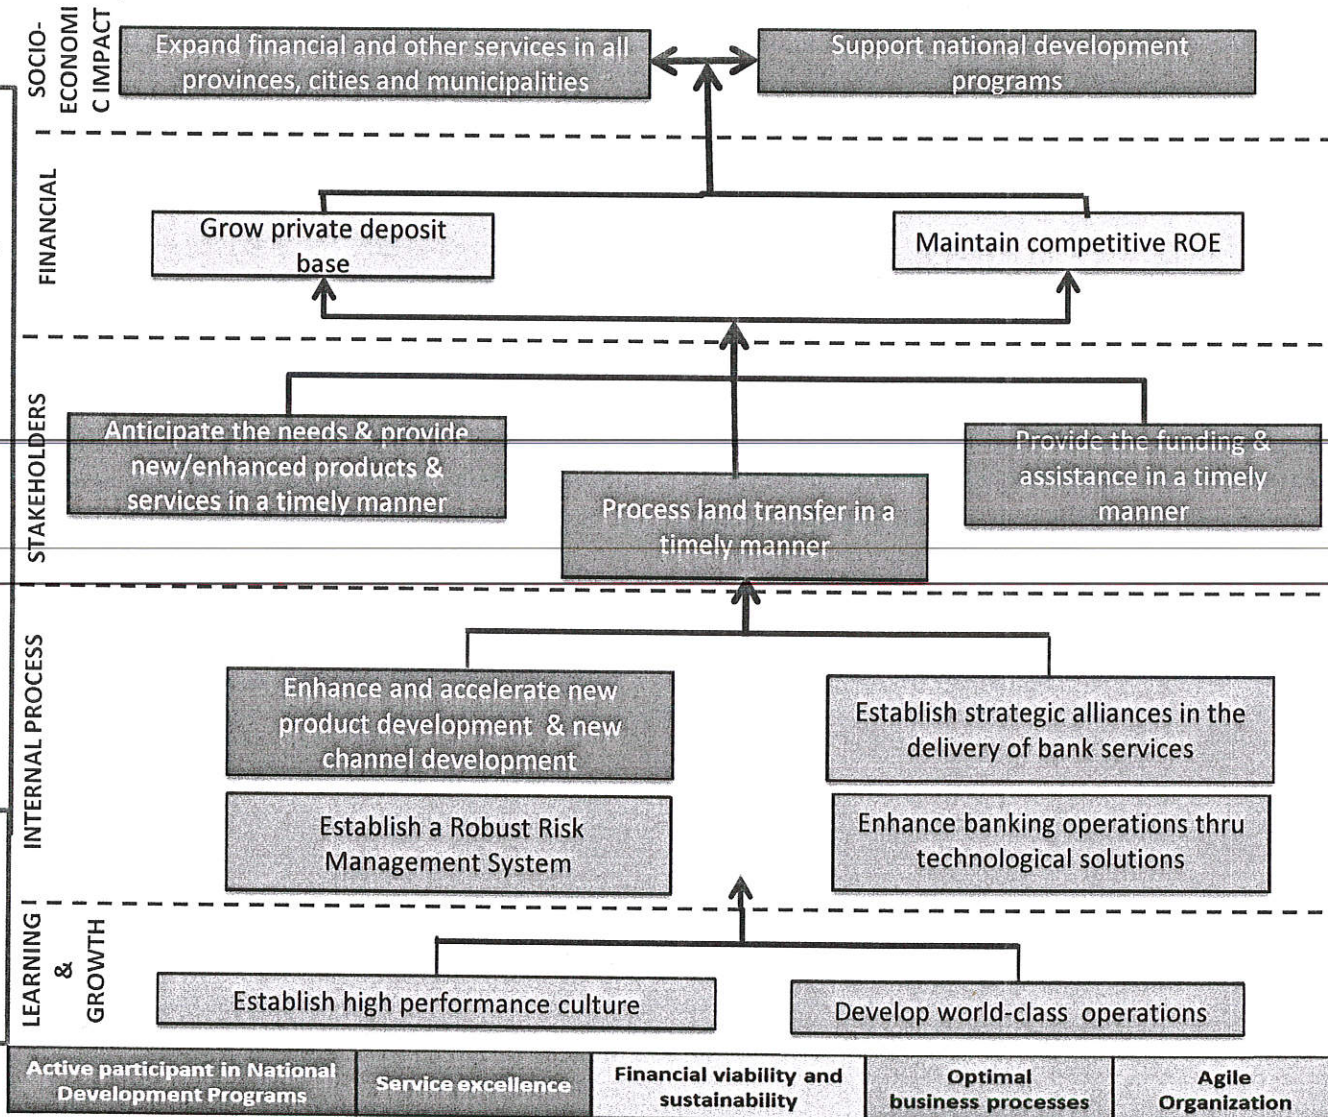 SOCIO-
ECONOMI
C IMPACT
Expand financial and other services in all
provinces, cities and municipalities
Support national development
programs
FINANCIAL
Grow private deposit
base
Maintain competitive ROE
STAKEHOLDERS
Anticipate the needs & provide
new/enhanced products &
services in a timely manner
Process land transfer in a
timely manner
Provide the funding &
assistance in a timely
manner
INTERNAL PROCESS
Enhance and accelerate new
product development & new
channel development
Establish strategic alliances in the
delivery of bank services
Establish a Robust Risk
Management System
Enhance banking operations thru
technological solutions
LEARNING
&
GROWTH
Establish high performance culture
Develop world-class operations
Active participant in National
Development Programs
Service excellence
Financial viability and
sustainability
Optimal
business processes
Agile
Organization